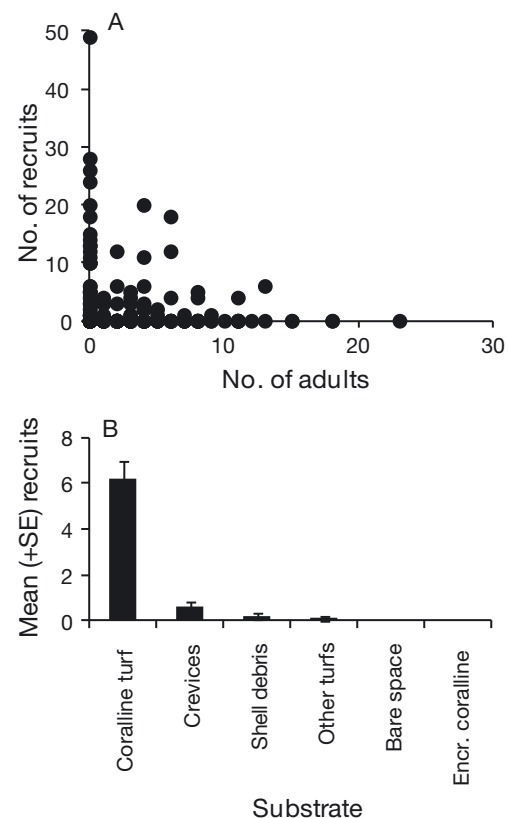 A
50
40
30
20
10
0
No. of recruits
0 10 20 30
No. of adults
B
8
6
4
2
0
Mean (+SE) recruits
Coralline turf
Crevices
Shell debris
Other turfs
Bare space
Encr. coralline
Substrate